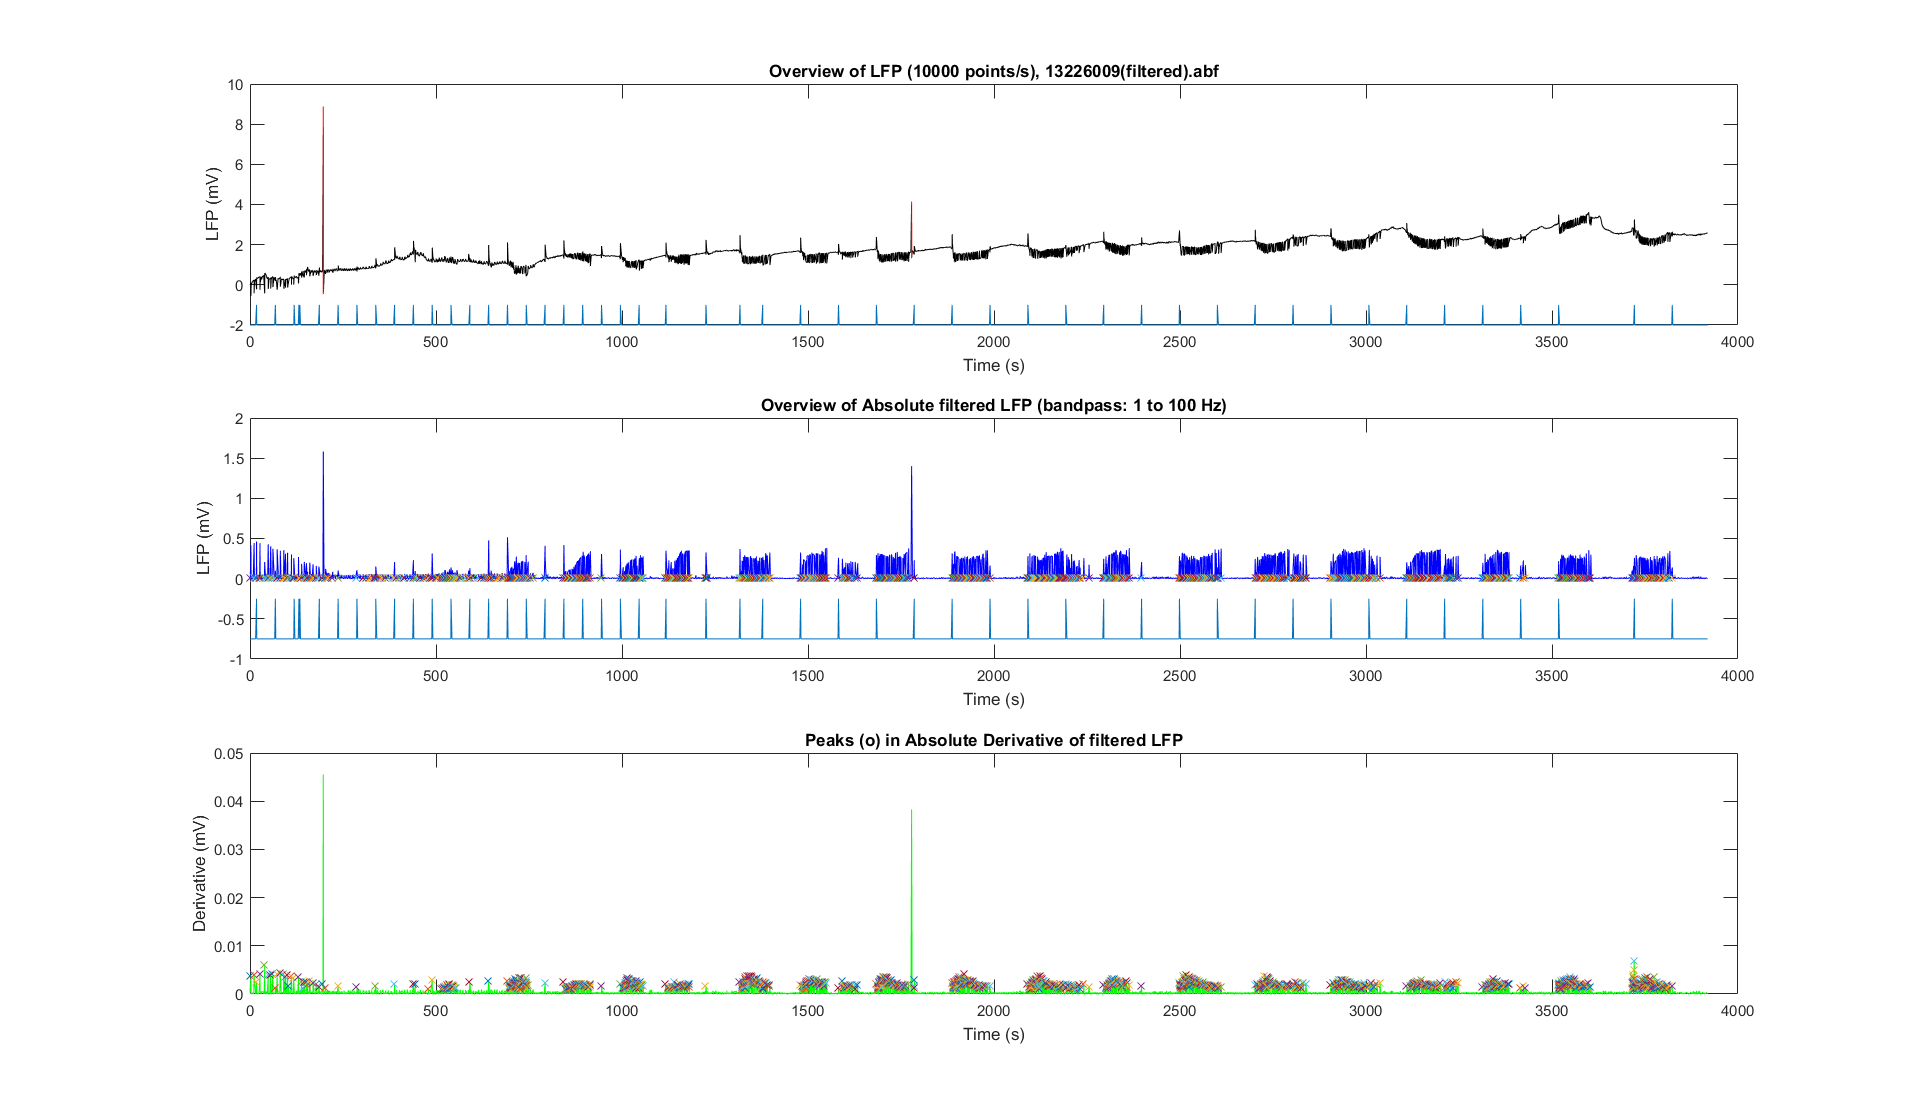 Overview of LFP (10000 points/s), 13226009(filtered).abf
10
8
6
4
2
0
-2
LFP (mV)
0 500 1000 1500 2000 2500 3000 3500 4000
Time (s)
Overview of Absolute filtered LFP (bandpass: 1 to 100 Hz)
2
1.5
1
0.5
0
-0.5
-1
LFP (mV)
0 500 1000 1500 2000 2500 3000 3500 4000
Time (s)
Peaks (o) in Absolute Derivative of filtered LFP
0.05
0.04
0.03
0.02
0.01
0
Derivative (mV)
0 500 1000 1500 2000 2500 3000 3500 4000
Time (s)